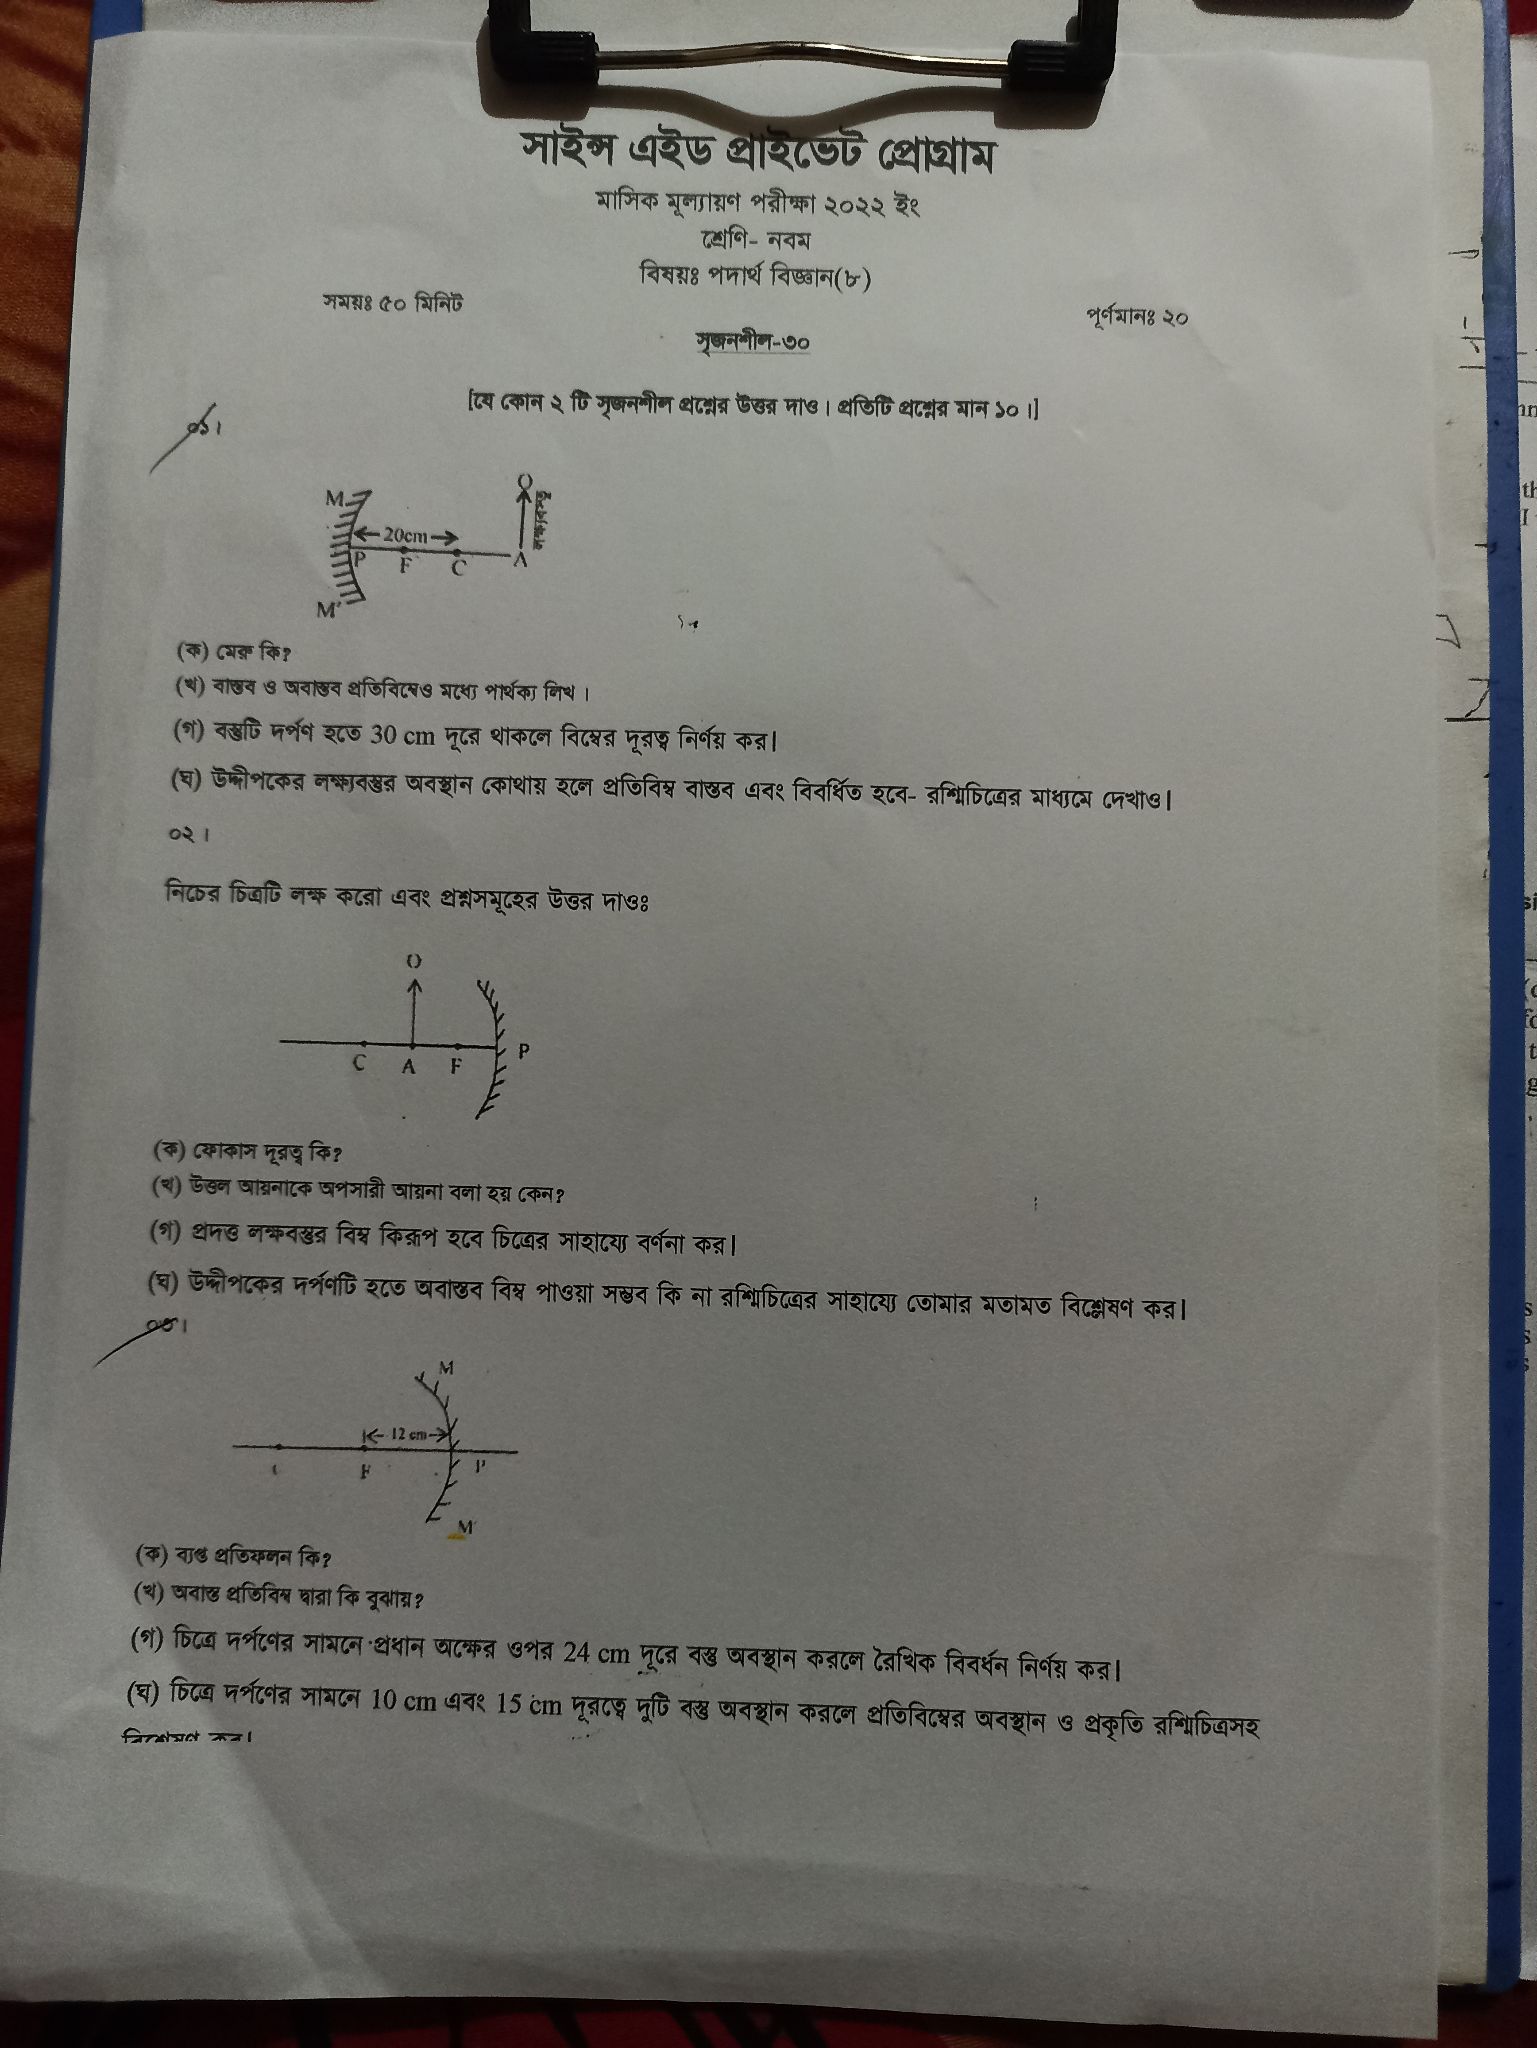 সাইন্স এইড প্রাইভেট প্রোগ্রাম
মাসিক মূল্যায়ণ পরীক্ষা ২০২২ ইং
শ্রেণি- নবম
বিষয়ঃ পদার্থ বিজ্ঞান(৮)
সময়ঃ ৫০ মিনিট
পূর্ণমানঃ ২০
সৃজনশীল-৩০
[যে কোন ২ টি সৃজনশীল প্রশ্নের উত্তর দাও। প্রতিটি প্রশ্নের মান ১০।]
০১।
O
M
লক্ষ্যবস্তু
20cm
P F C A
M'
(ক) মেরু কি?
(খ) বাস্তব ও অবাস্তব প্রতিবিম্বেও মধ্যে পার্থক্য লিখ।
(গ) বস্তুটি দর্পণ হতে 30 cm দূরে থাকলে বিম্বের দূরত্ব নির্ণয় কর।
(ঘ) উদ্দীপকের লক্ষ্যবস্তুর অবস্থান কোথায় হলে প্রতিবিম্ব বাস্তব এবং বিবর্ধিত হবে- রশ্মিচিত্রের মাধ্যমে দেখাও।
০২।
নিচের চিত্রটি লক্ষ করো এবং প্রশ্নসমূহের উত্তর দাওঃ
O
C A F P
(ক) ফোকাস দূরত্ব কি?
(খ) উত্তল আয়নাকে অপসারী আয়না বলা হয় কেন?
(গ) প্রদত্ত লক্ষবস্তুর বিম্ব কিরূপ হবে চিত্রের সাহায্যে বর্ণনা কর।
(ঘ) উদ্দীপকের দর্পণটি হতে অবাস্তব বিম্ব পাওয়া সম্ভব কি না রশ্মিচিত্রের সাহায্যে তোমার মতামত বিশ্লেষণ কর।
০৩।
M
12 cm
F P
M'
(ক) ব্যপ্ত প্রতিফলন কি?
(খ) অবাস্ত প্রতিবিম্ব দ্বারা কি বুঝায়?
(গ) চিত্রে দর্পণের সামনে প্রধান অক্ষের ওপর 24 cm দূরে বস্তু অবস্থান করলে রৈখিক বিবর্ধন নির্ণয় কর।
(ঘ) চিত্রে দর্পণের সামনে 10 cm এবং 15 cm দূরত্বে দুটি বস্তু অবস্থান করলে প্রতিবিম্বের অবস্থান ও প্রকৃতি রশ্মিচিত্রসহ